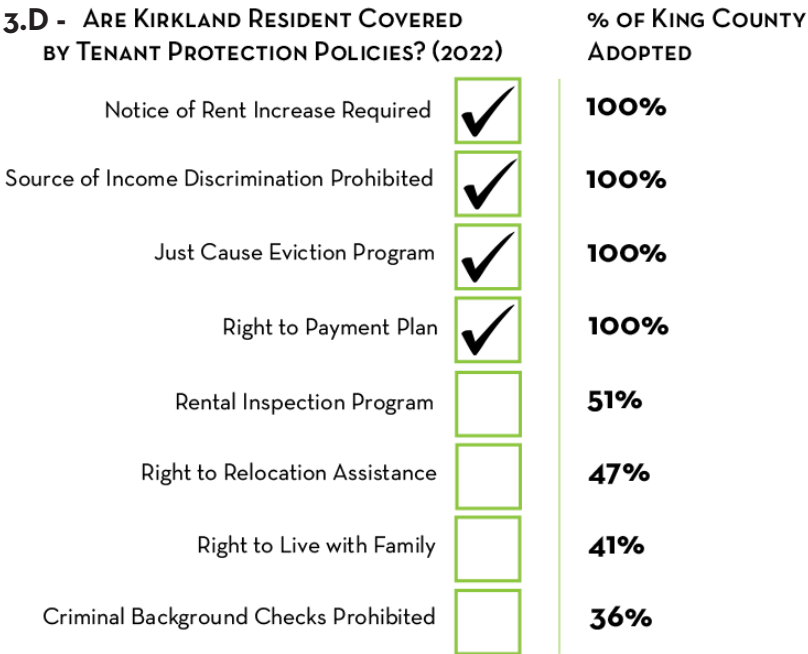 3.D - Are Kirkland Resident Covered
by Tenant Protection Policies? (2022)
% of King County
Adopted
Notice of Rent Increase Required 100%
Source of Income Discrimination Prohibited 100%
Just Cause Eviction Program 100%
Right to Payment Plan 100%
Rental Inspection Program 51%
Right to Relocation Assistance 47%
Right to Live with Family 41%
Criminal Background Checks Prohibited 36%